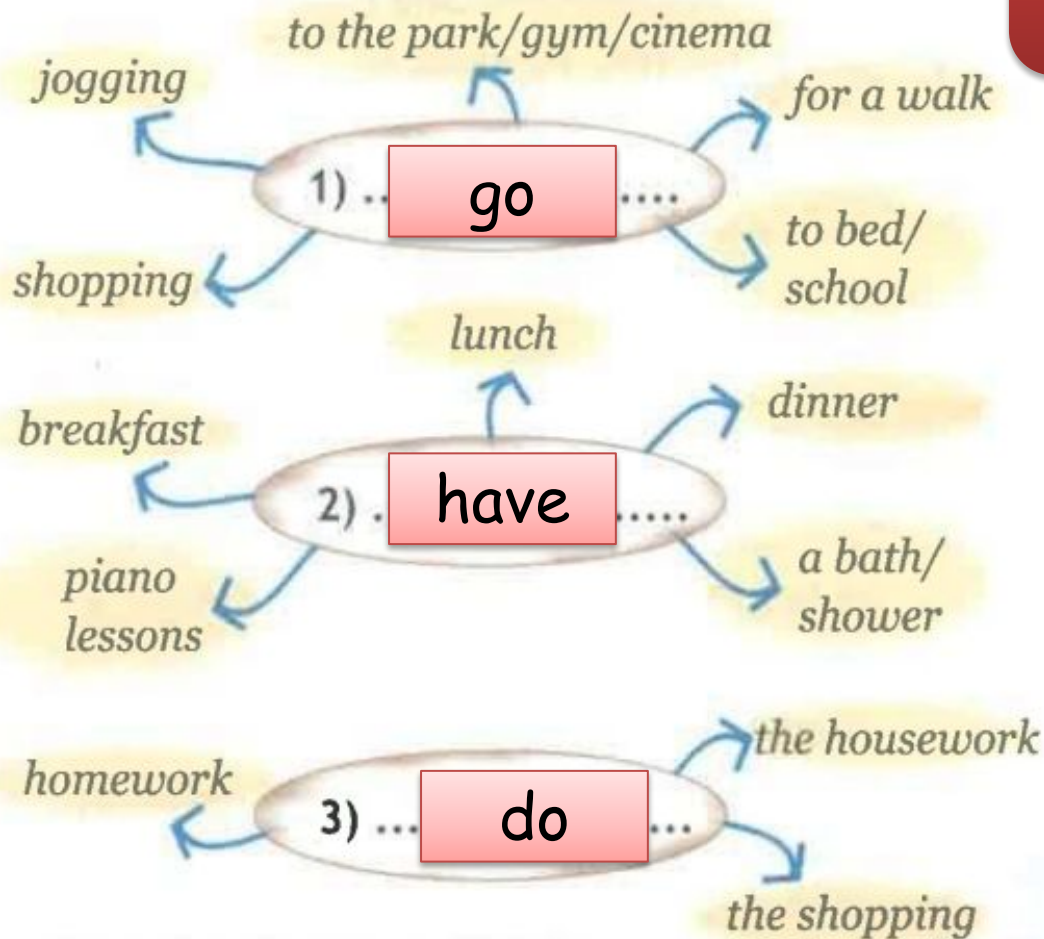 to the park/gym/cinema
jogging
for a walk
1) .. go ....
to bed/
school
shopping
lunch
dinner
breakfast
2) . have .....
a bath/
shower
piano
lessons
the housework
homework
3) ... do ...
the shopping